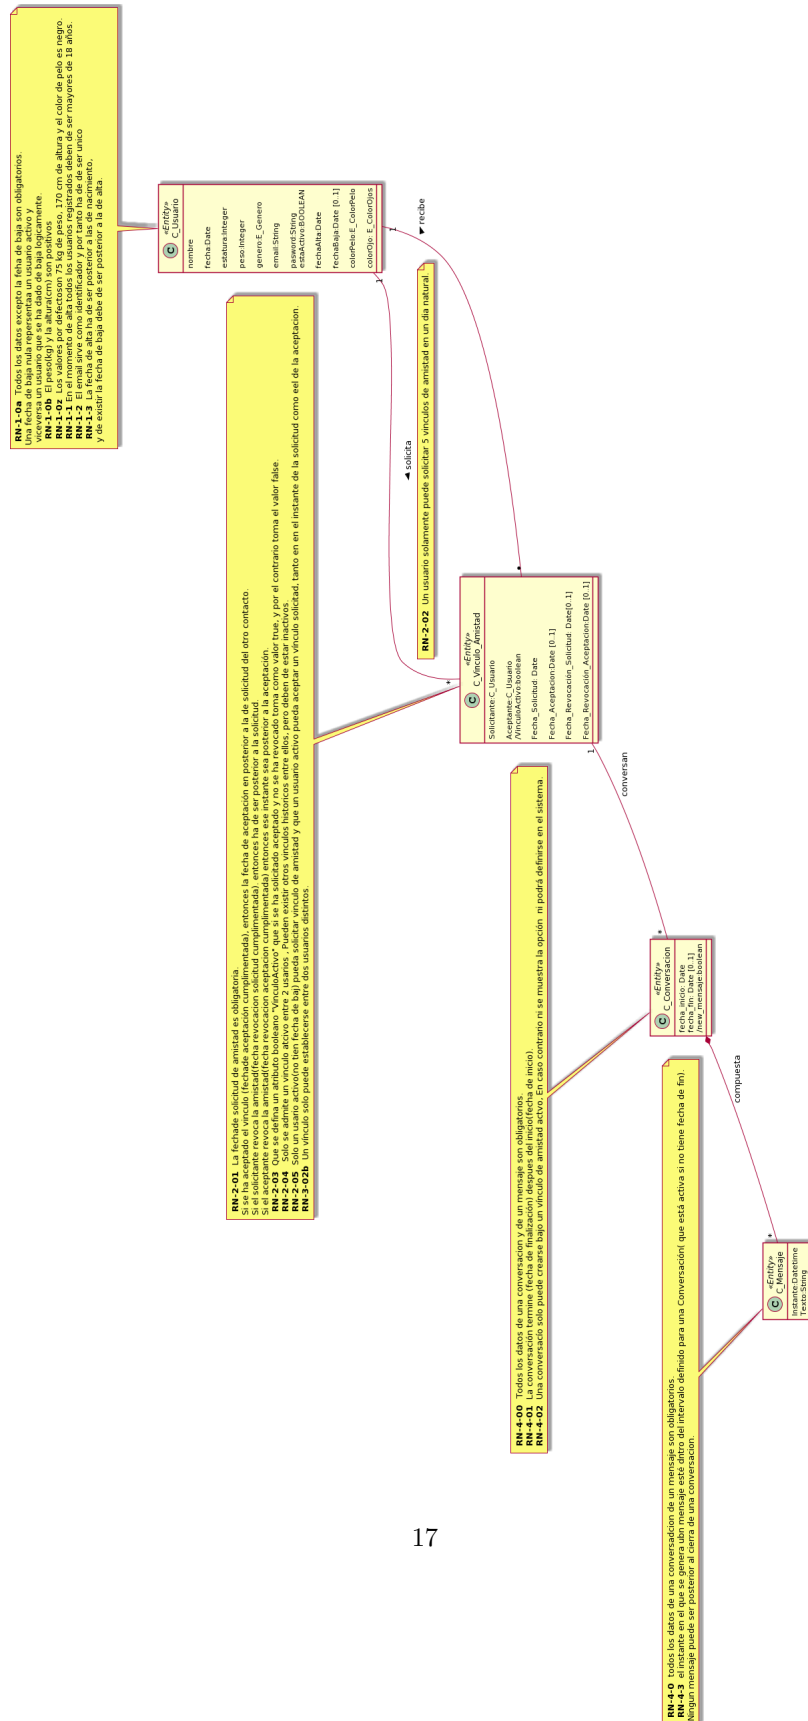 RN-1-0a Todos los datos excepto la feha de baja son obligatorios.
Una fecha de baja nula repersentaa un usuario activo y
viceversa un usuario que se ha dado de baja logicamente.
RN-1-0b El peso(kg) y la altura(cm) son positivos
RN-1-0z Los valores por defectoson 75 kg de peso, 170 cm de altura y el color de pelo es negro.
RN-1-1 En el momento de alta todos los usuarios registrados deben de ser mayores de 18 años.
RN-1-2 El email sirve como identificador y por tanto ha de de ser unico
RN-1-3 La fecha de alta ha de ser posterior a las de nacimiento,
y de existir la fecha de baja debe de ser posterior a la de alta.
«Entity»
C C_Usuario
nombre
fecha:Date
estatura:Integer
peso:Integer
genero:E_Genero
email:String
pasword:String
estaActivo:BOOLEAN
fechaAlta:Date
fechaBaja:Date [0..1]
colorPelo:E_ColorPelo
colorOjo: E_ColorOjos
1
1
recibe
solicita
*
*
RN-2-02 Un usuario solamente puede solicitar 5 vinculos de amistad en un dia natural.
RN-2-01 La fechade solicitud de amistad es obligatoria.
Si se ha aceptado el vinculo (fechade aceptación cumplimentada), entonces la fecha de aceptación en posterior a la de solicitud del otro contacto.
Si el solicitante revoca la amistad(fecha revocacion solicitud cumplimentada), entonces ha de ser posterior a la solicitud.
Si el aceptante revoca la amistad(fecha revocacion aceptacion cumplimentada) entonces ese instante sea posterior a la aceptación.
RN-2-03 Que se defina un atributo booleano "VinculoActivo" que si se ha solicitado aceptado y no se ha revocado toma como valor true, y por el contrario toma el valor false.
RN-2-04 Solo se admite un vinculo atcivo entre 2 usarios . Pueden existir otros vinculos historicos entre ellos, pero deben de estar inactivos.
RN-2-05 Solo un usario activo(no tien fecha de baj) pueda solicitar vinculo de amistad y que un usuario activo pueda aceptar un vínculo solicitad, tanto en en el instante de la solicitud como eel de la aceptacion.
RN-3-02b Un vínculo solo puede establecerse entre dos usuarios distintos.
«Entity»
C C_Vinculo_Amistad
Solicitante:C_Usuario
Aceptante:C_Usuario
/VinculoActivo:boolean
Fecha_Solicitud: Date
Fecha_Aceptacion:Date [0..1]
Fecha_Revocación_Solicitud: Date[0..1]
Fecha_Revocación_Aceptacion:Date [0..1]
1
conversan
*
RN-4-00 Todos los datos de una conversacion y de un mensaje son obligatorios.
RN-4-01 La conversación termine (fecha de finalización) despues del inicio(fecha de inicio).
RN-4-02 Una conversacio solo puede crearse bajo un vínculo de amistad actvo. En caso contrario ni se muestra la opción ni podrá definirse en el sistema.
«Entity»
C C_Conversacion
fecha_inicio: Date
fecha_fin: Date [0..1]
/new_mensaje:boolean
compuesta
*
RN-4-0 todos los datos de una conversadcion de un mensaje son obligatorios.
RN-4-3 el instante en el que se genera ubn mensaje esté dntro del intervalo definido para una Conversación( que está activa si no tiene fecha de fin).
Ningun mensaje puede ser posterior al cierra de una conversacion.
«Entity»
C C_Mensaje
Instante:Datetime
Texto:String
17